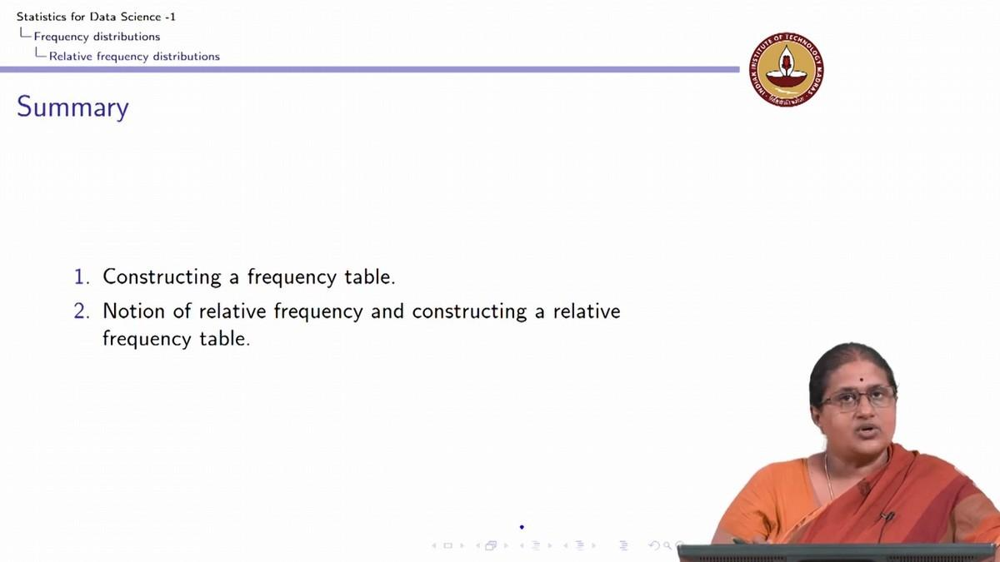 Statistics for Data Science -1
Frequency distributions
Relative frequency distributions
INDIAN INSTITUTE OF TECHNOLOGY MADRAS
Summary
1. Constructing a frequency table.
2. Notion of relative frequency and constructing a relative
frequency table.